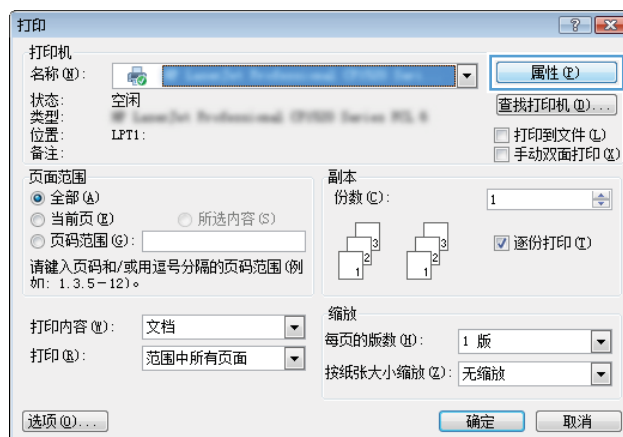 打印
打印机
名称(N):
属性(P)
状态: 空闲
类型:
查找打印机(D)...
位置: LPT1:
打印到文件(L)
备注:
手动双面打印(X)
页面范围
全部(A)
当前页(E) 所选内容(S)
页码范围(G):
请键入页码和/或用逗号分隔的页码范围(例
如: 1.3.5-12)。
副本
份数(C): 1
3
2
1
3
2
1
逐份打印(T)
打印内容(W): 文档
打印(R): 范围中所有页面
缩放
每页的版数(H): 1 版
按纸张大小缩放(Z): 无缩放
选项(O)...
确定
取消